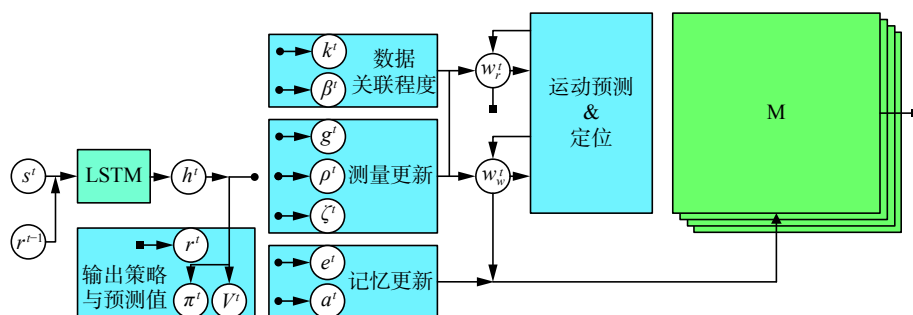 s^t
r^{t-1}
LSTM
h^t
r^t
输出策略
与预测值
π^t
V^t
k^t
β^t
数据
关联程度
g^t
ρ^t
ζ^t
测量更新
e^t
a^t
记忆更新
w_r^t
w_w^t
运动预测
&
定位
M